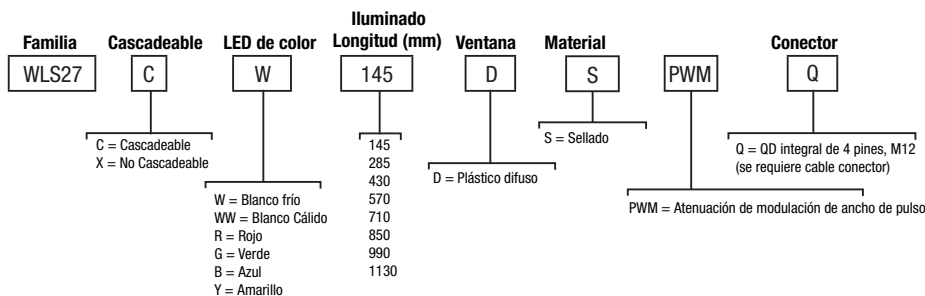 Familia
Cascadeable
LED de color
Iluminado
Longitud (mm)
Ventana
Material
Conector
WLS27
C
W
145
D
S
PWM
Q
C = Cascadeable
X = No Cascadeable
W = Blanco frío
WW = Blanco Cálido
R = Rojo
G = Verde
B = Azul
Y = Amarillo
145
285
430
570
710
850
990
1130
D = Plástico difuso
S = Sellado
PWM = Atenuación de modulación de ancho de pulso
Q = QD integral de 4 pines, M12
(se requiere cable conector)